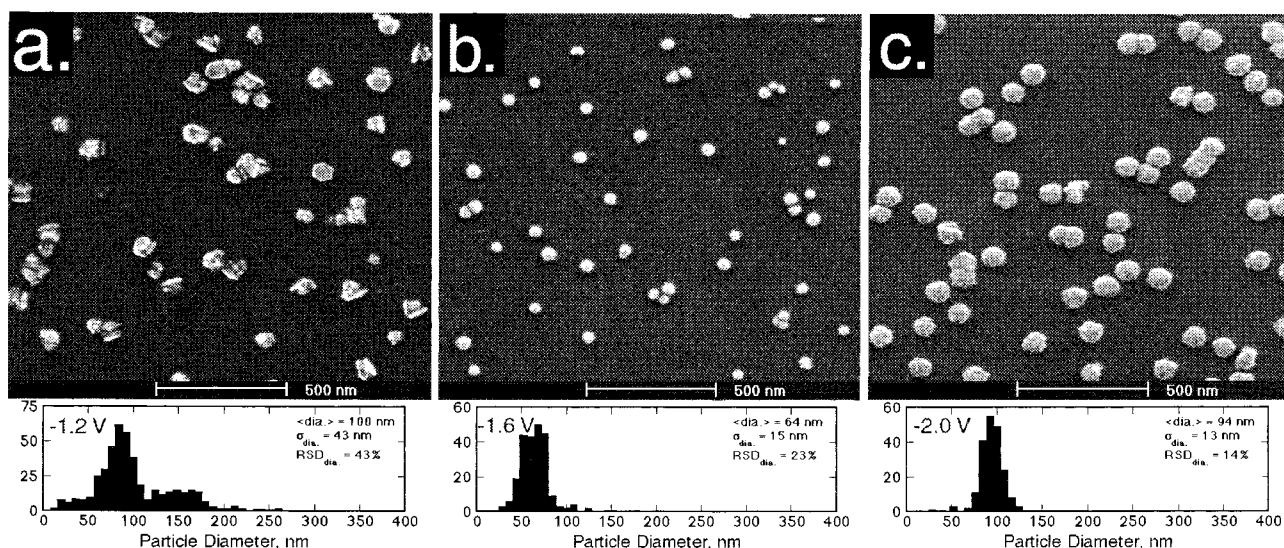 a.
500 nm
b.
500 nm
c.
500 nm
-1.2 V
<dia.> = 100 nm
σdia. = 43 nm
RSDdia. = 43%
75
50
25
0
0 50 100 150 200 250 300 350 400
Particle Diameter, nm
-1.6 V
<dia.> = 64 nm
σdia. = 15 nm
RSDdia. = 23%
60
40
20
0
0 50 100 150 200 250 300 350 400
Particle Diameter, nm
-2.0 V
<dia.> = 94 nm
σdia. = 13 nm
RSDdia. = 14%
60
40
20
0
0 50 100 150 200 250 300 350 400
Particle Diameter, nm